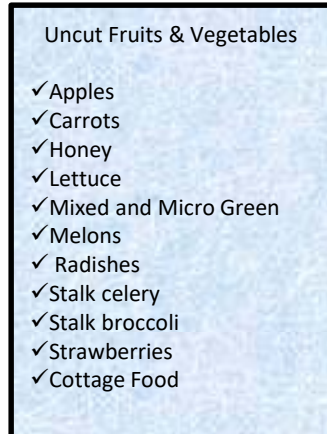 Uncut Fruits & Vegetables
✓Apples
✓Carrots
✓Honey
✓Lettuce
✓Mixed and Micro Green
✓Melons
✓ Radishes
✓Stalk celery
✓Stalk broccoli
✓Strawberries
✓Cottage Food